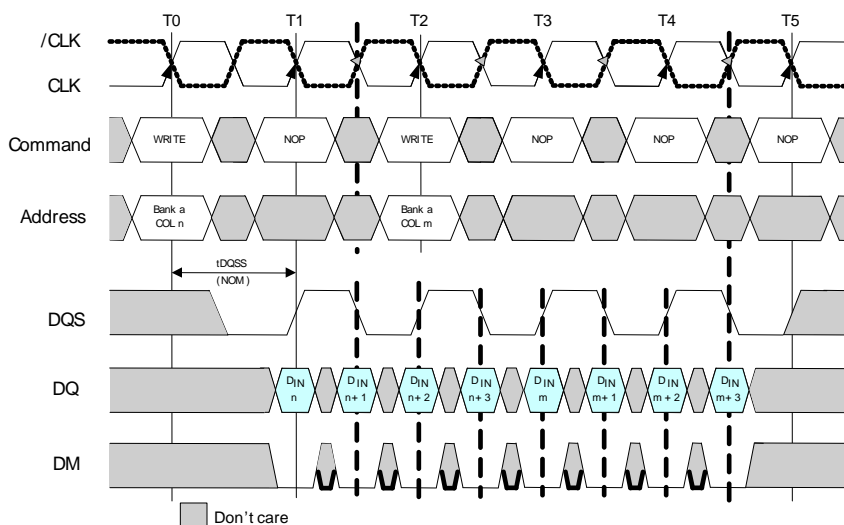 T0 T1 T2 T3 T4 T5
/CLK
CLK
Command WRITE NOP WRITE NOP NOP NOP
Address Bank a COL n Bank a COL m
tDQSS
(NOM)
DQS
DQ DIN n DIN n+1 DIN n+2 DIN n+3 DIN m DIN m+1 DIN m+2 DIN m+3
DM
Don't care